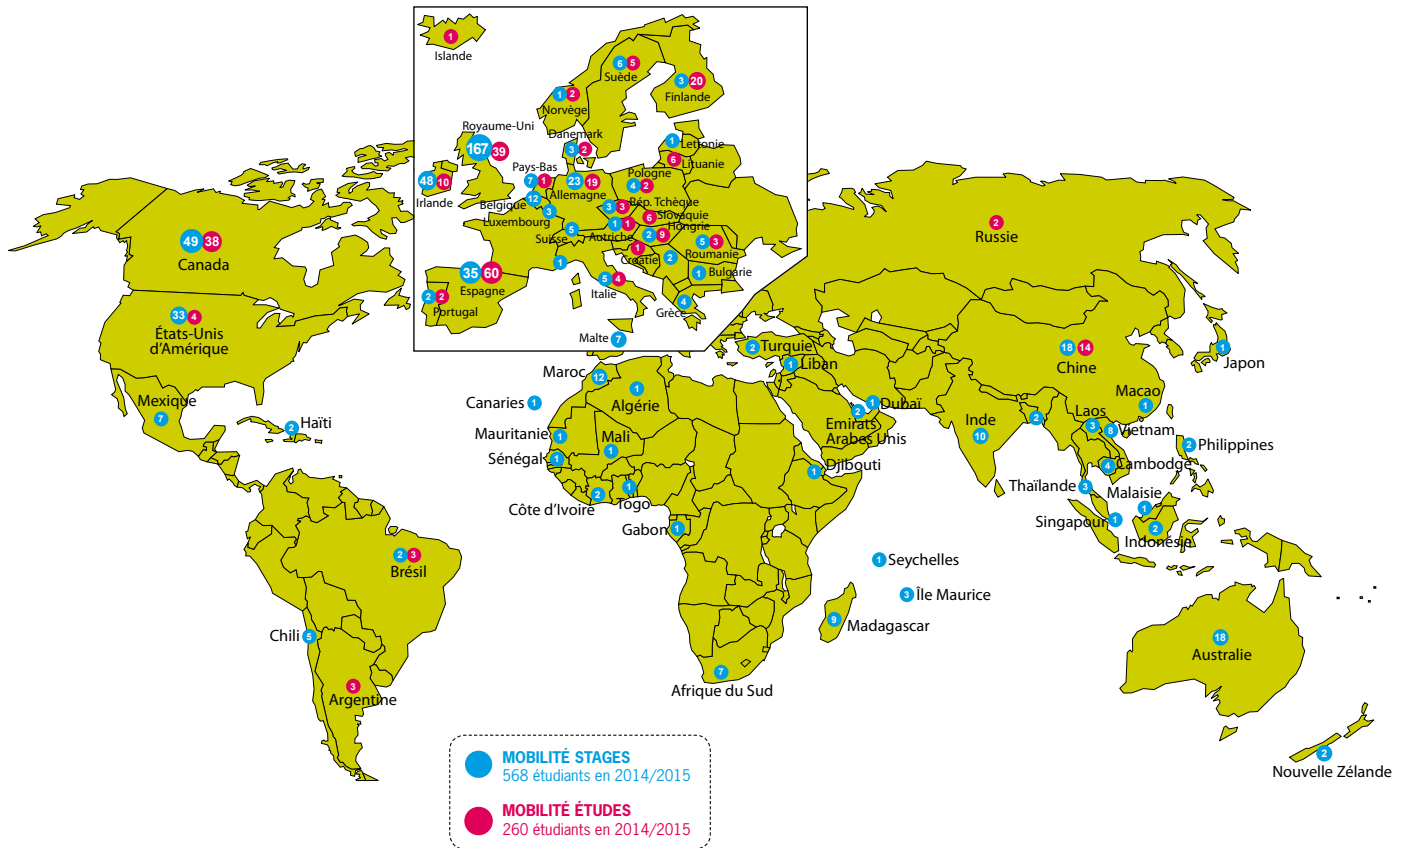 1
Islande
6 5
Suède
3 20
Finlande
1 2
Norvège
Royaume-Uni
167 39
Danemark
3 2
1
Lettonie
6
Lituanie
Pays-Bas
7 1
48 10
Irlande
23 19
Allemagne
Pologne
4 2
Belgique
12
Luxembourg
3
3 3
Rép. Tchèque
6
Slovaquie
Suisse
5
1 1
Autriche
2 9
Hongrie
1
Croatie
2
5 3
Roumanie
1
Bulgarie
1
35 60
Espagne
2 2
Portugal
5 4
Italie
4
Grèce
Malte
7
49 38
Canada
33 4
États-Unis
d'Amérique
Mexique
7
2
Haïti
2 3
Brésil
Chili
5
3
Argentine
2
Russie
2
Turquie
1
Liban
18 14
Chine
1
Japon
Macao
1
Maroc
12
1
Algérie
Canaries
1
1
Dubaï
2
Emirats
Arabes Unis
Inde
10
2
Laos
3
8
Vietnam
2
Philippines
Mauritanie
1
Mali
1
Sénégal
1
1
Djibouti
4
Cambodge
Thaïlande
3
Malaisie
1
Côte d'Ivoire
2
1
Togo
Singapour
1
2
Indonésie
Gabon
1
1
Seychelles
3
Île Maurice
9
Madagascar
7
Afrique du Sud
18
Australie
2
Nouvelle Zélande
MOBILITÉ STAGES
568 étudiants en 2014/2015
MOBILITÉ ÉTUDES
260 étudiants en 2014/2015